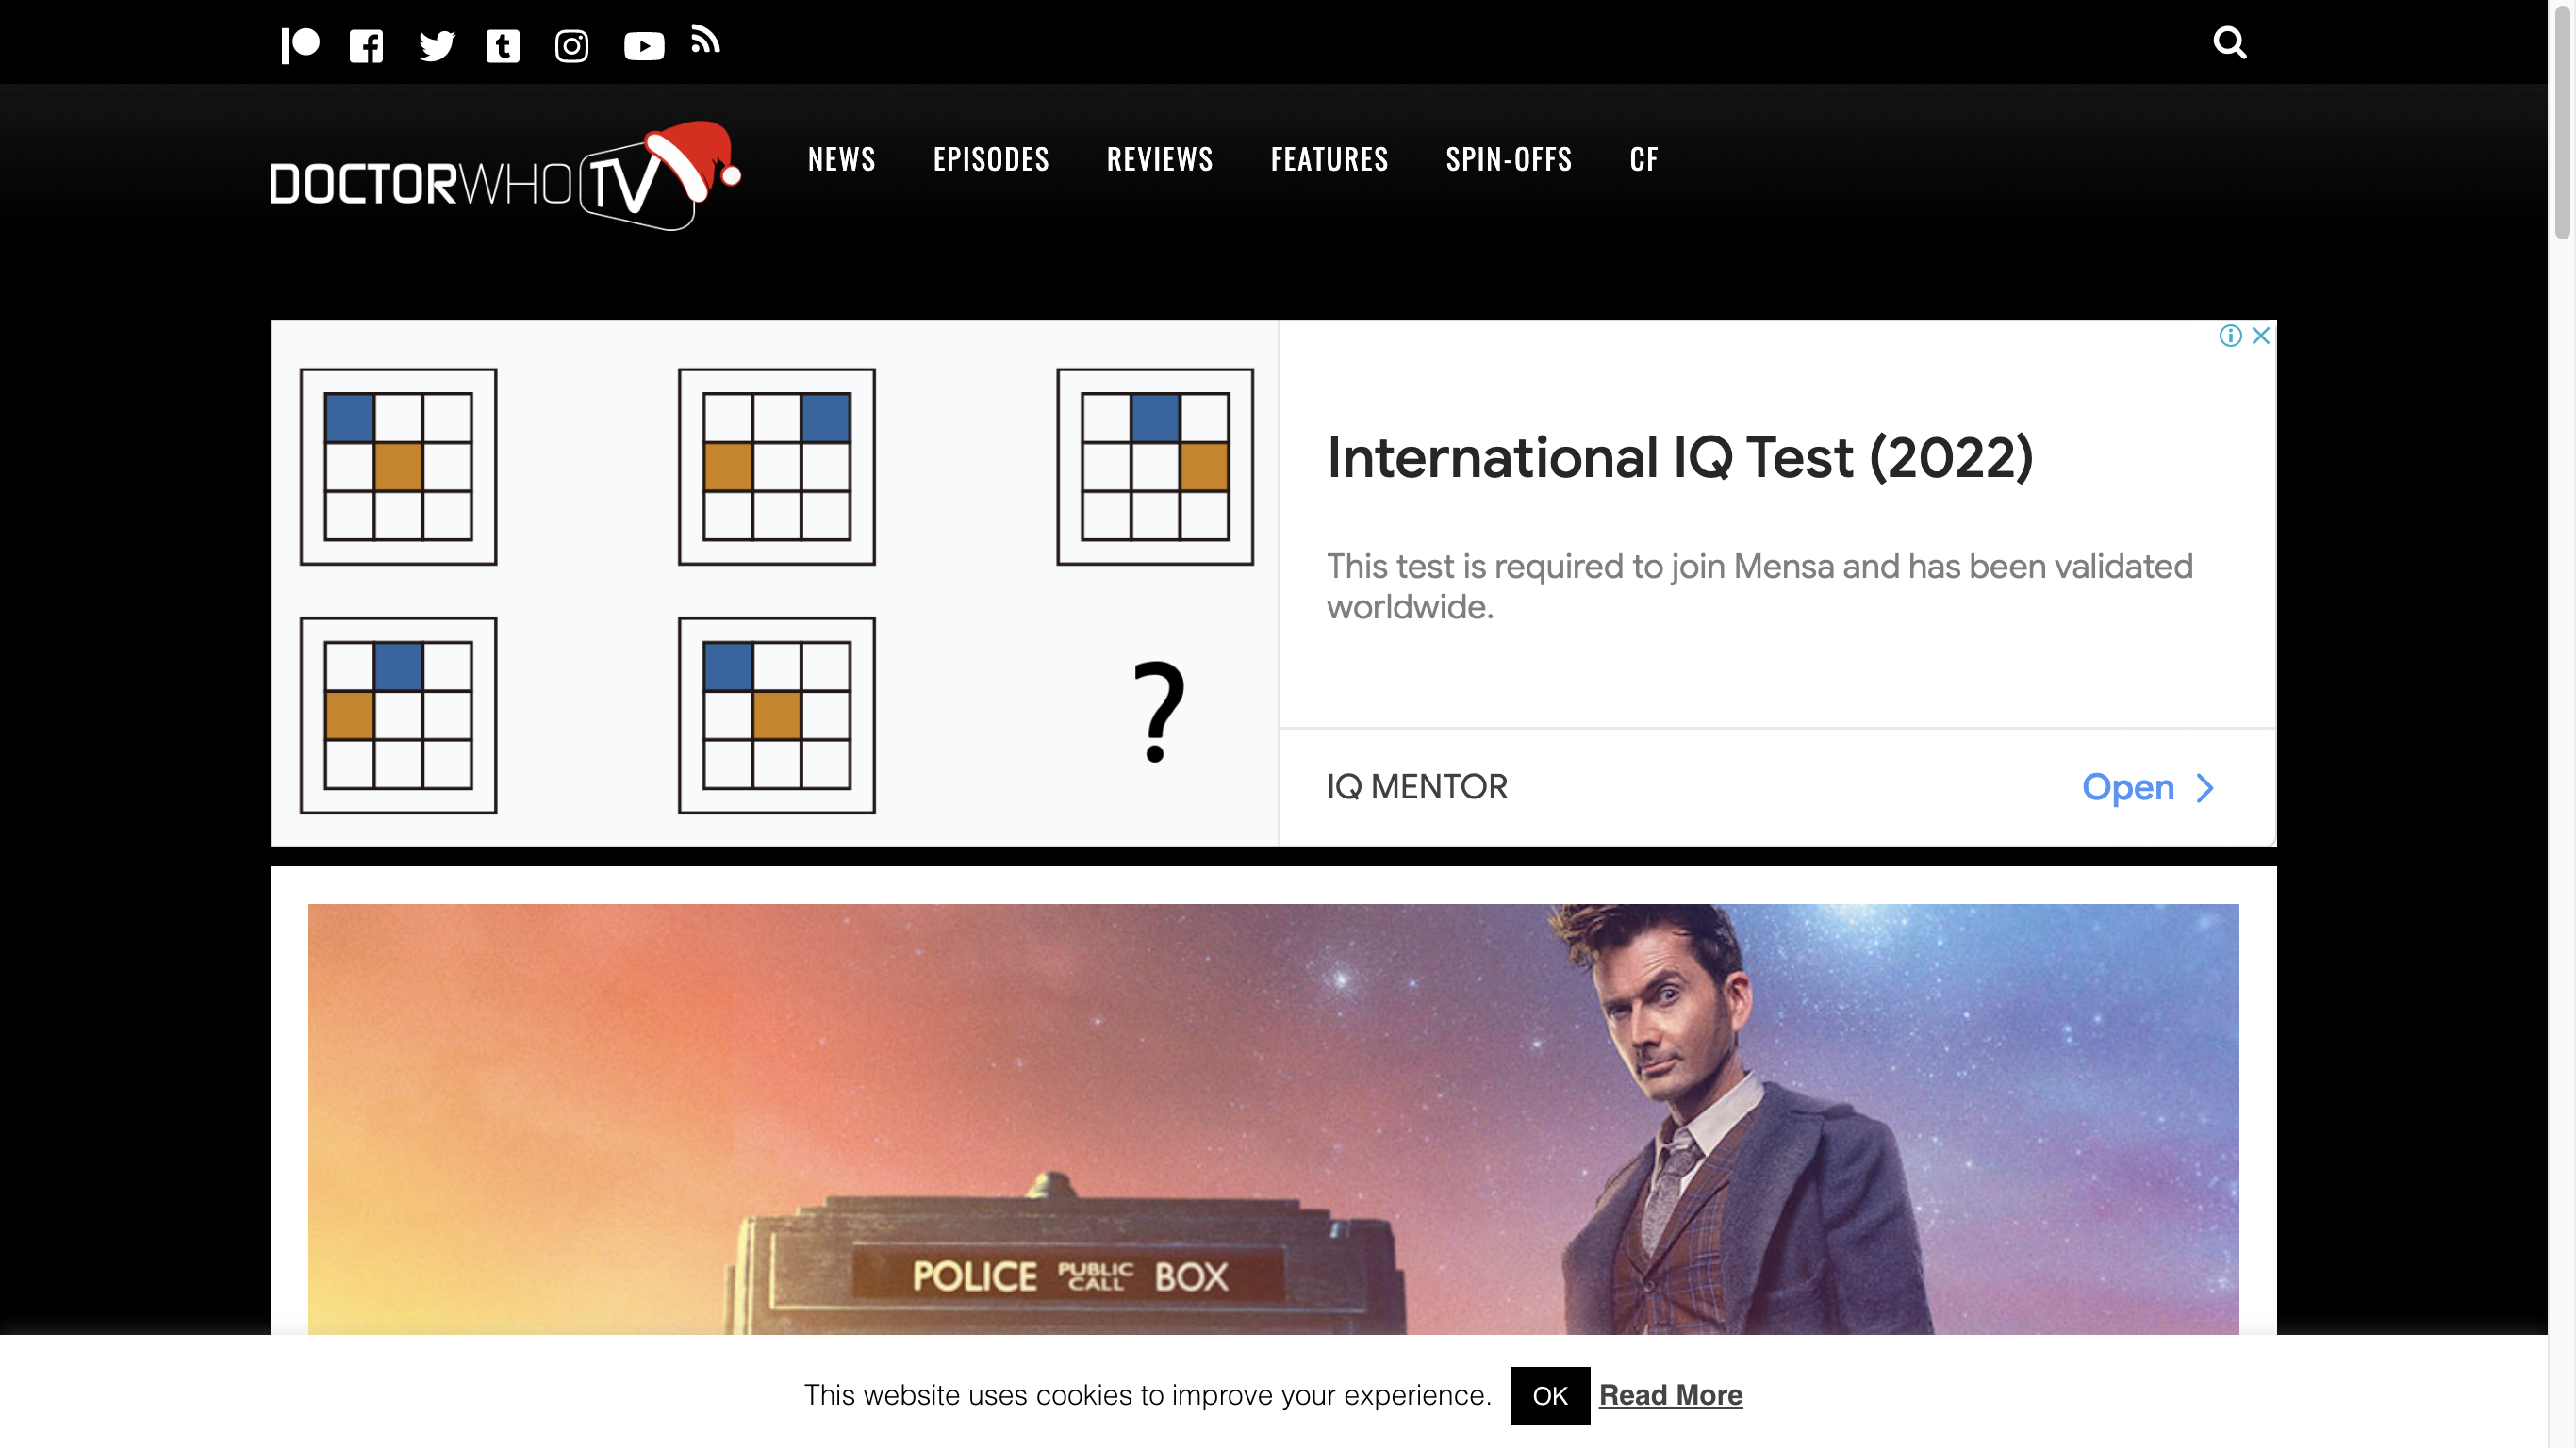 DOCTORWHOTV
NEWS EPISODES REVIEWS FEATURES SPIN-OFFS CF
International IQ Test (2022)
This test is required to join Mensa and has been validated
worldwide.
?
IQ MENTOR
Open
POLICE PUBLIC CALL BOX
This website uses cookies to improve your experience. OK Read More